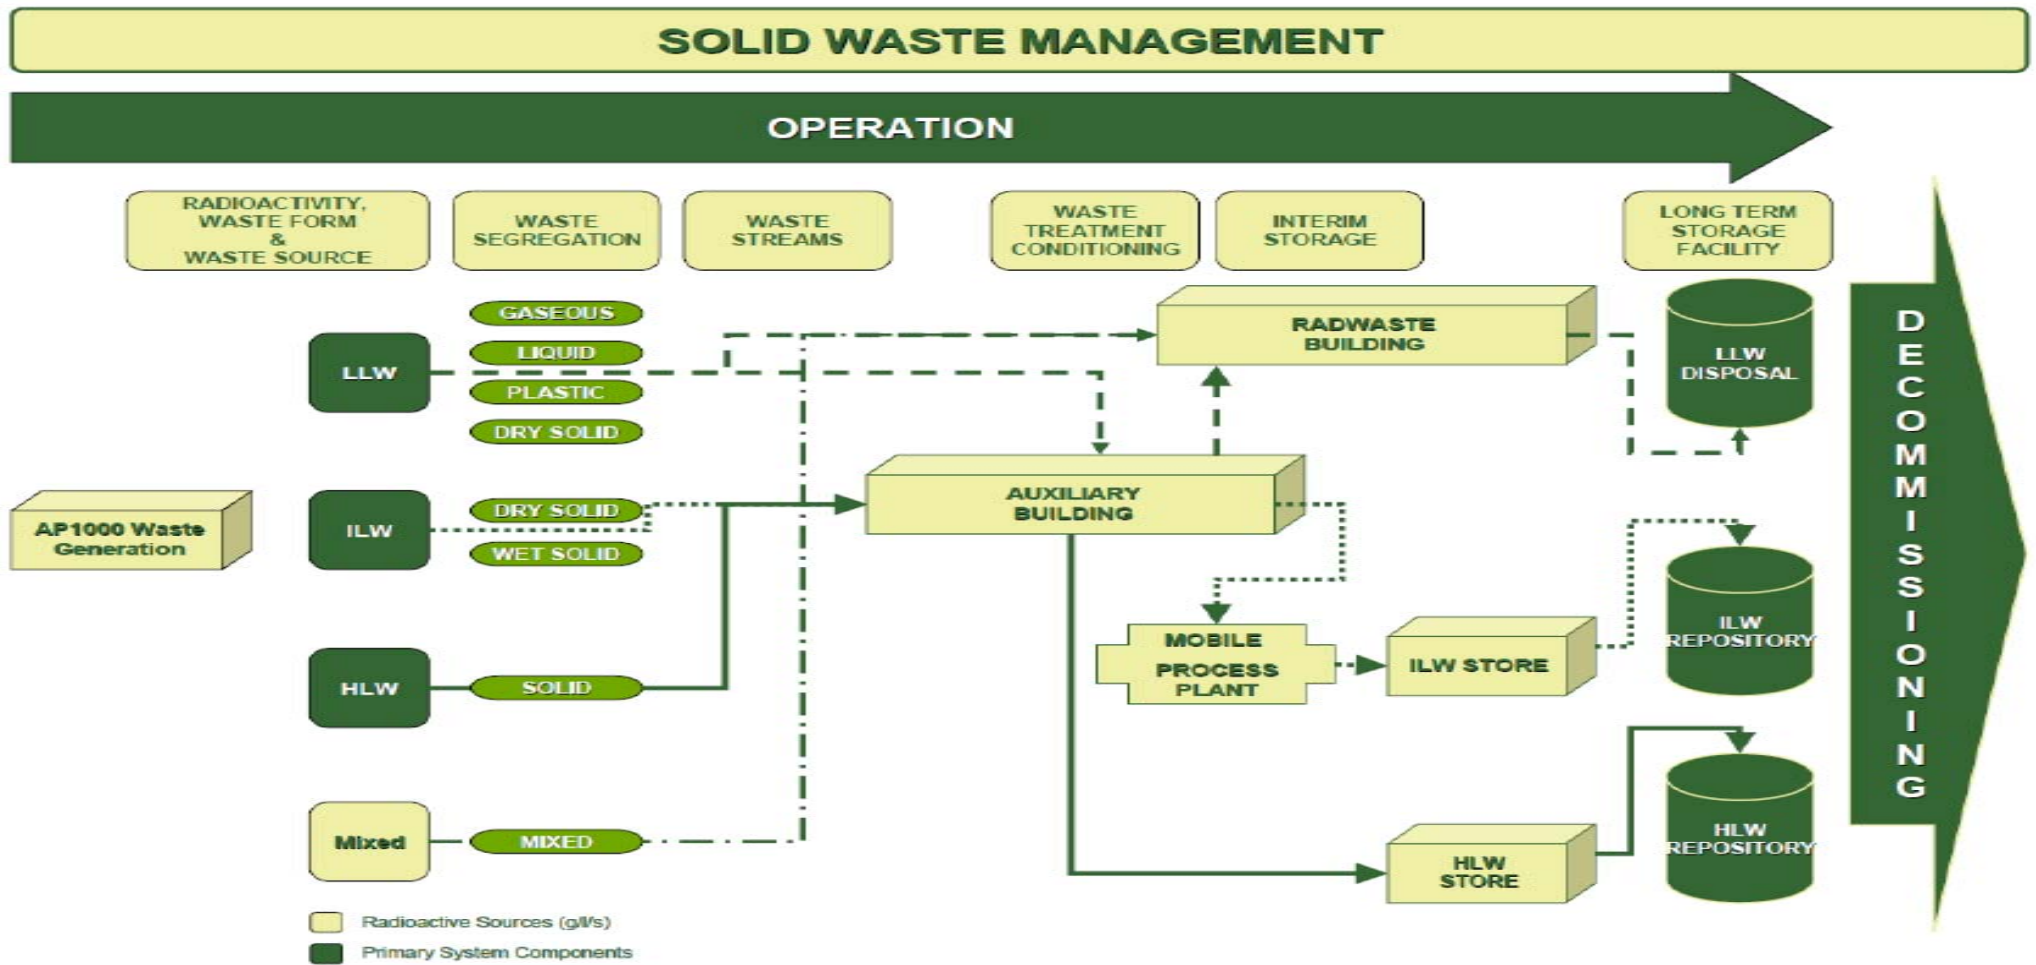 SOLID WASTE MANAGEMENT
OPERATION
RADIOACTIVITY,
WASTE FORM
&
WASTE SOURCE
WASTE
SEGREGATION
WASTE
STREAMS
WASTE
TREATMENT
CONDITIONING
INTERIM
STORAGE
LONG TERM
STORAGE
FACILITY
GASEOUS
LIQUID
PLASTIC
DRY SOLID
LLW
RADWASTE
BUILDING
LLW
DISPOSAL
AP1000 Waste
Generation
ILW
DRY SOLID
WET SOLID
AUXILIARY
BUILDING
MOBILE
PROCESS
PLANT
ILW STORE
ILW
REPOSITORY
HLW
SOLID
Mixed
MIXED
HLW
STORE
HLW
REPOSITORY
DECOMMISSIONING
Radioactive Sources (g/l/s)
Primary System Components